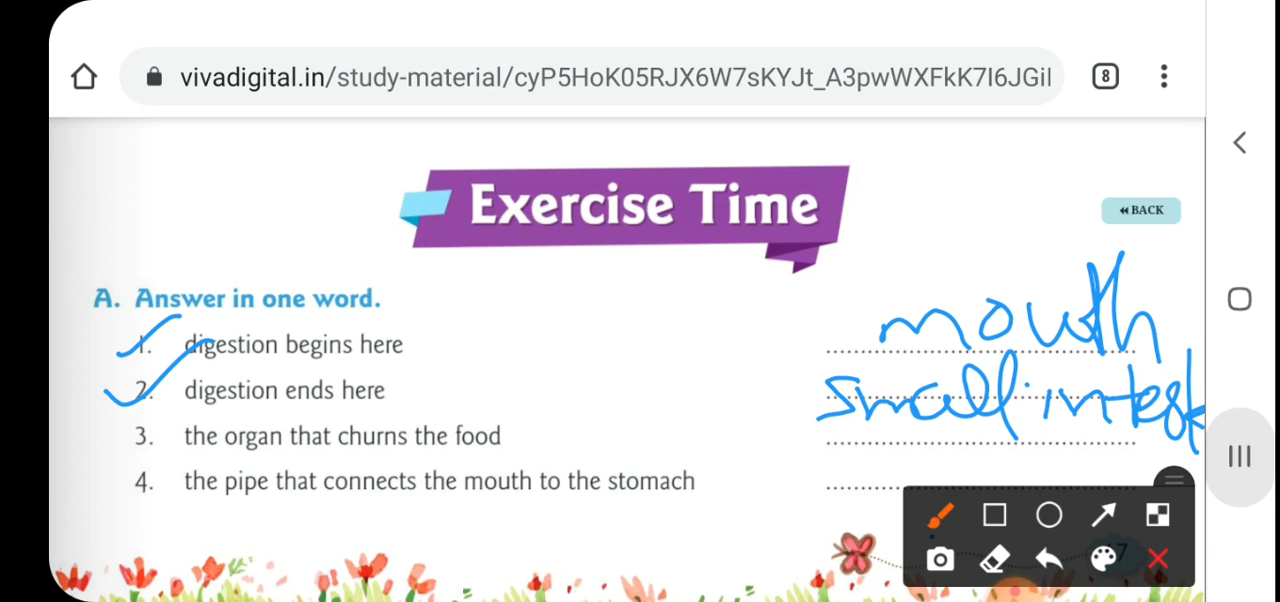 vivadigital.in/study-material/cyP5HoK05RJX6W7sKYJt_A3pwWXFkK7I6JGil
8
Exercise Time
BACK
A. Answer in one word.
1. digestion begins here mouth
2. digestion ends here small intest
3. the organ that churns the food
4. the pipe that connects the mouth to the stomach